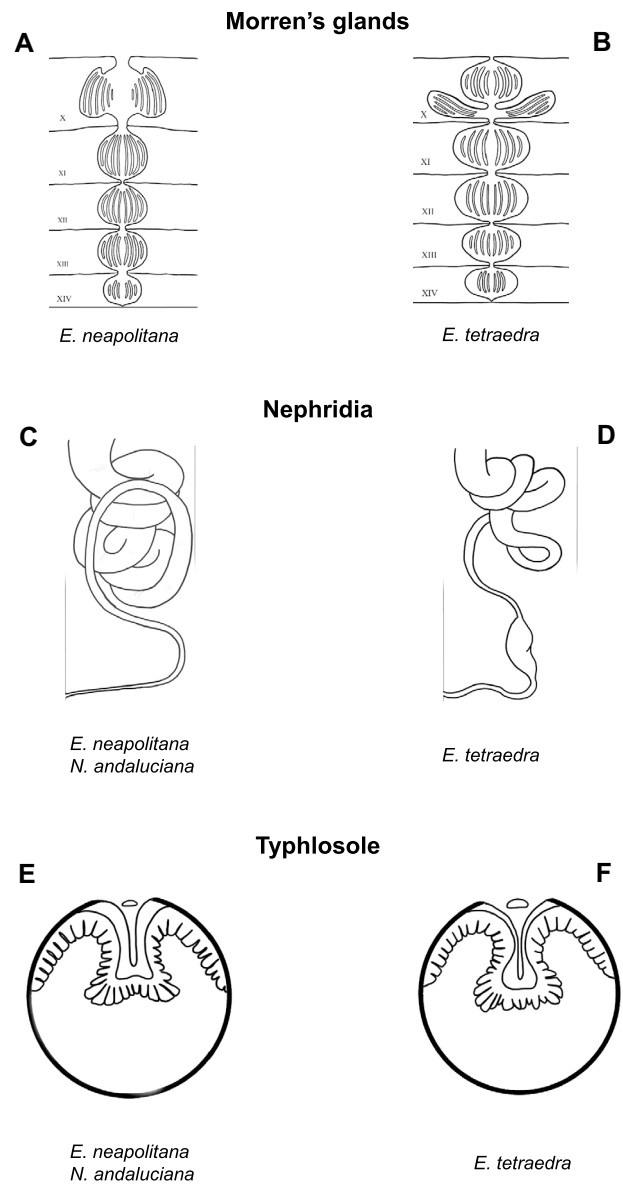 Morren's glands
A
B
X
XI
XII
XIII
XIV
X
XI
XII
XIII
XIV
E. neapolitana
E. tetraedra
Nephridia
C
D
E. neapolitana
N. andaluciana
E. tetraedra
Typhlosole
E
F
E. neapolitana
N. andaluciana
E. tetraedra